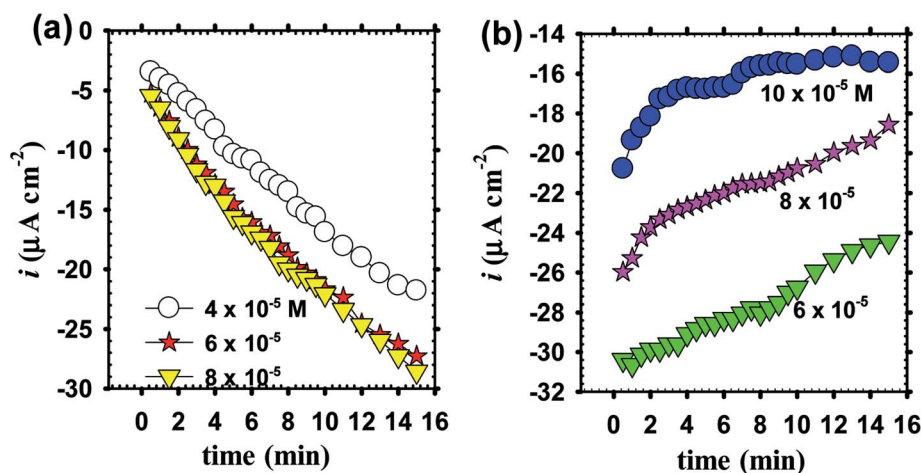 (a)
0
-5
-10
-15
-20
-25
-30
i (μ A cm⁻²)
4 x 10⁻⁵ M
6 x 10⁻⁵
8 x 10⁻⁵
0 2 4 6 8 10 12 14 16
time (min)
(b)
-14
-16
-18
-20
-22
-24
-26
-28
-30
-32
i (μ A cm⁻²)
10 x 10⁻⁵ M
8 x 10⁻⁵
6 x 10⁻⁵
0 2 4 6 8 10 12 14 16
time (min)